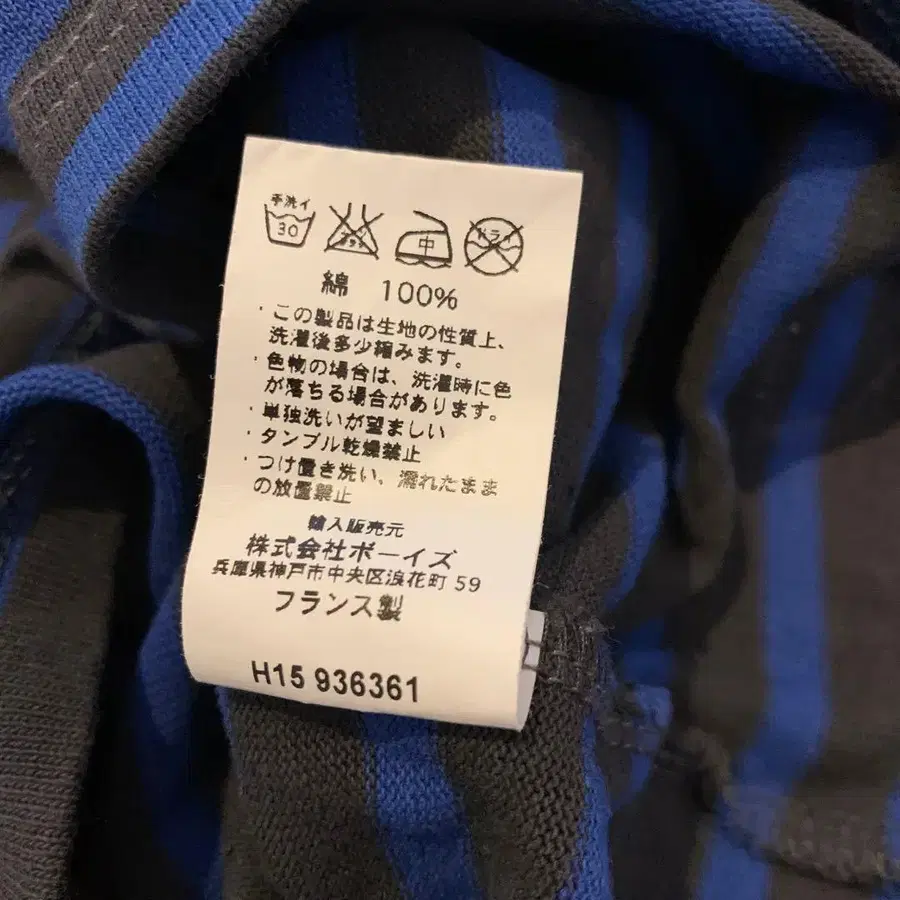 手洗イ
30 中 ドライ
綿 100%
・この製品は生地の性質上、
洗濯後多少縮みます。
・色物の場合は、洗濯時に色
が落ちる場合があります。
・単独洗いが望ましい
・タンブル乾燥禁止
・つけ置き洗い、濡れたまま
の放置禁止
輸入販売元
株式会社ボーイズ
兵庫県神戸市中央区浪花町 59
フランス製
H15 936361